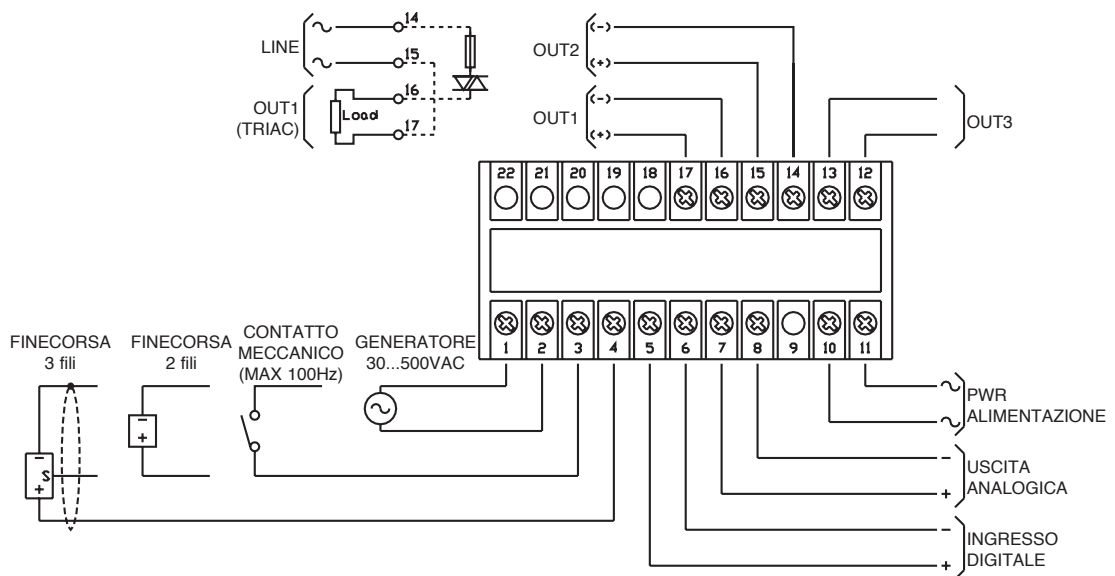 14
LINE
15
16
OUT1
(TRIAC)
Load
17
OUT2
(-)
(+)
OUT1
(-)
(+)
OUT3
22 21 20 19 18 17 16 15 14 13 12
1 2 3 4 5 6 7 8 9 10 11
FINECORSA
3 fili
FINECORSA
2 fili
CONTATTO
MECCANICO
(MAX 100Hz)
GENERATORE
30...500VAC
-
+
-
S
+
PWR
ALIMENTAZIONE
-
USCITA
ANALOGICA
+
-
INGRESSO
DIGITALE
+